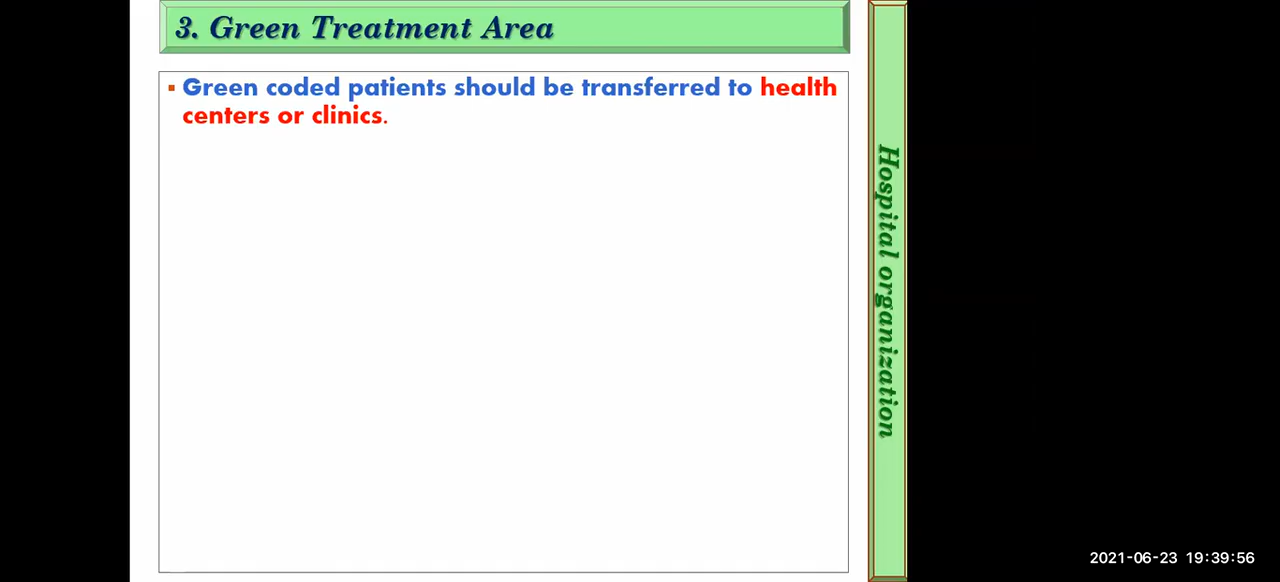 3. Green Treatment Area
▪ Green coded patients should be transferred to health
centers or clinics.
Hospital organization
2021-06-23 19:39:56